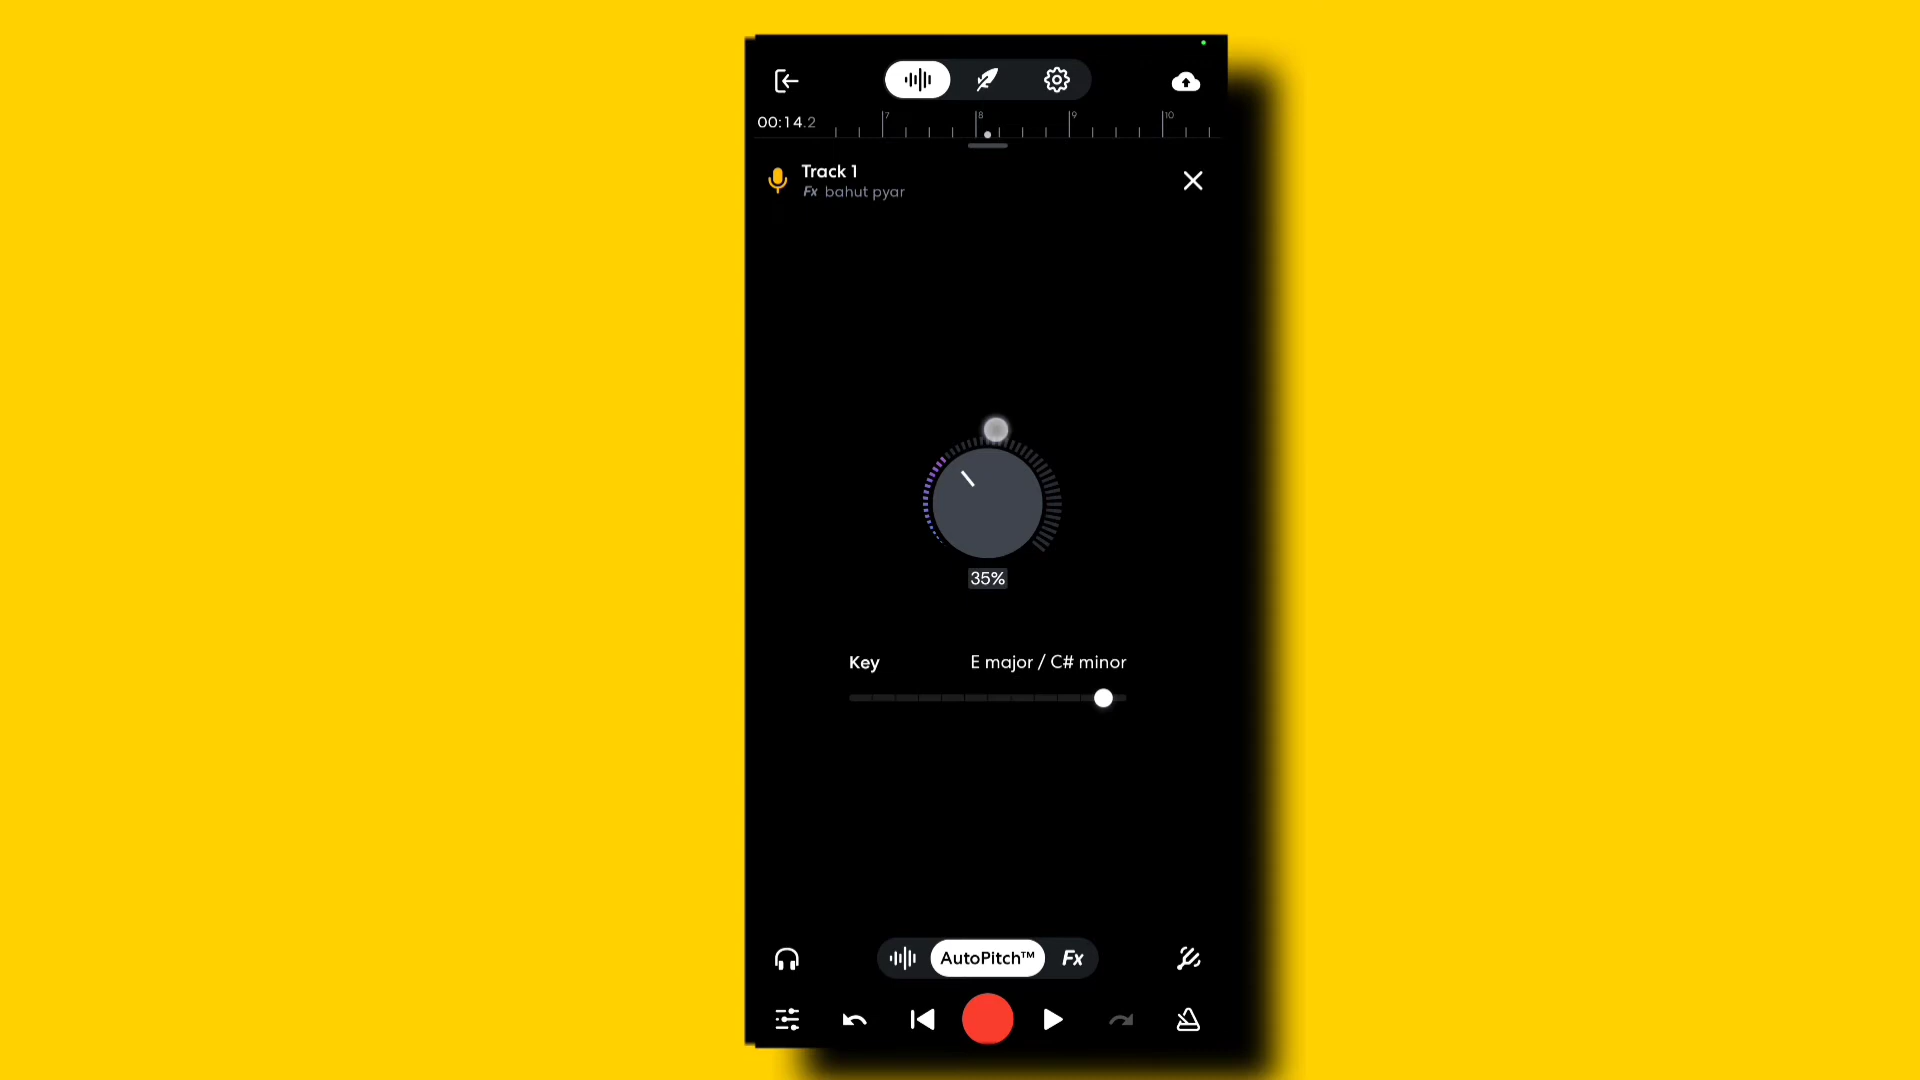 00:14.2
7
8
9
10
Track 1
Fx bahut pyar
35%
Key
E major / C# minor
AutoPitch™
Fx